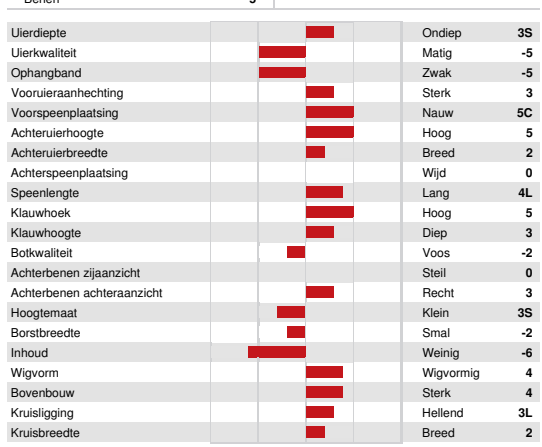 Benen
Uierdiepte Ondiep 3S
Uierkwaliteit Matig -5
Ophangband Zwak -5
Vooruieraanhechting Sterk 3
Voorspeenplaatsing Nauw 5C
Achteruierhoogte Hoog 5
Achteruierbreedte Breed 2
Achterspeenplaatsing Wijd 0
Speenlengte Lang 4L
Klauwhoek Hoog 5
Klauwhoogte Diep 3
Botkwaliteit Voos -2
Achterbenen zijaanzicht Steil 0
Achterbenen achteraanzicht Recht 3
Hoogtemaat Klein 3S
Borstbreedte Smal -2
Inhoud Weinig -6
Wigvorm Wigvormig 4
Bovenbouw Sterk 4
Kruisligging Hellend 3L
Kruisbreedte Breed 2